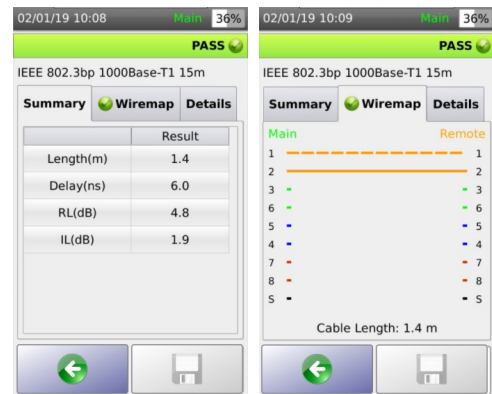 02/01/19 10:08 Main 36%
PASS
IEEE 802.3bp 1000Base-T1 15m
Summary Wiremap Details
Result
Length(m) 1.4
Delay(ns) 6.0
RL(dB) 4.8
IL(dB) 1.9
02/01/19 10:09 Main 36%
PASS
IEEE 802.3bp 1000Base-T1 15m
Summary Wiremap Details
Main Remote
1 1
2 2
3 3
6 6
5 5
4 4
7 7
8 8
S S
Cable Length: 1.4 m